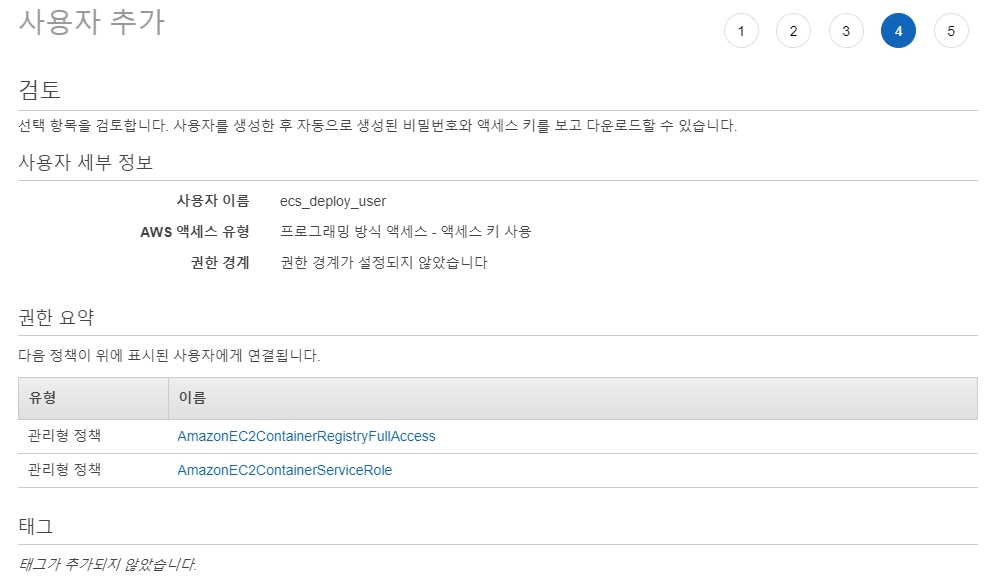 사용자 추가
1 2 3 4 5
검토
선택 항목을 검토합니다. 사용자를 생성한 후 자동으로 생성된 비밀번호와 액세스 키를 보고 다운로드할 수 있습니다.
사용자 세부 정보
사용자 이름 ecs_deploy_user
AWS 액세스 유형 프로그래밍 방식 액세스 - 액세스 키 사용
권한 경계 권한 경계가 설정되지 않았습니다
권한 요약
다음 정책이 위에 표시된 사용자에게 연결됩니다.
유형 이름
관리형 정책 AmazonEC2ContainerRegistryFullAccess
관리형 정책 AmazonEC2ContainerServiceRole
태그
태그가 추가되지 않았습니다.